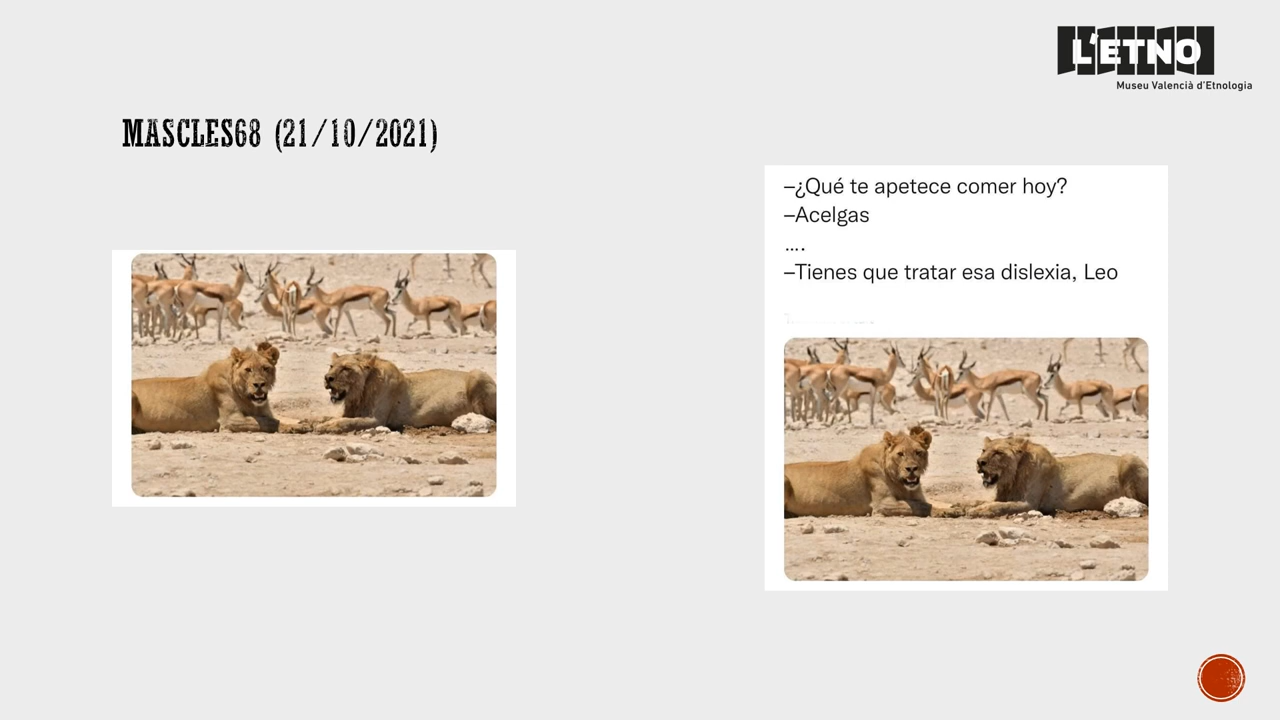 L'ETNO
Museu Valencià d'Etnologia
MASCLES68 (21/10/2021)
–¿Qué te apetece comer hoy?
–Acelgas
....
–Tienes que tratar esa dislexia, Leo